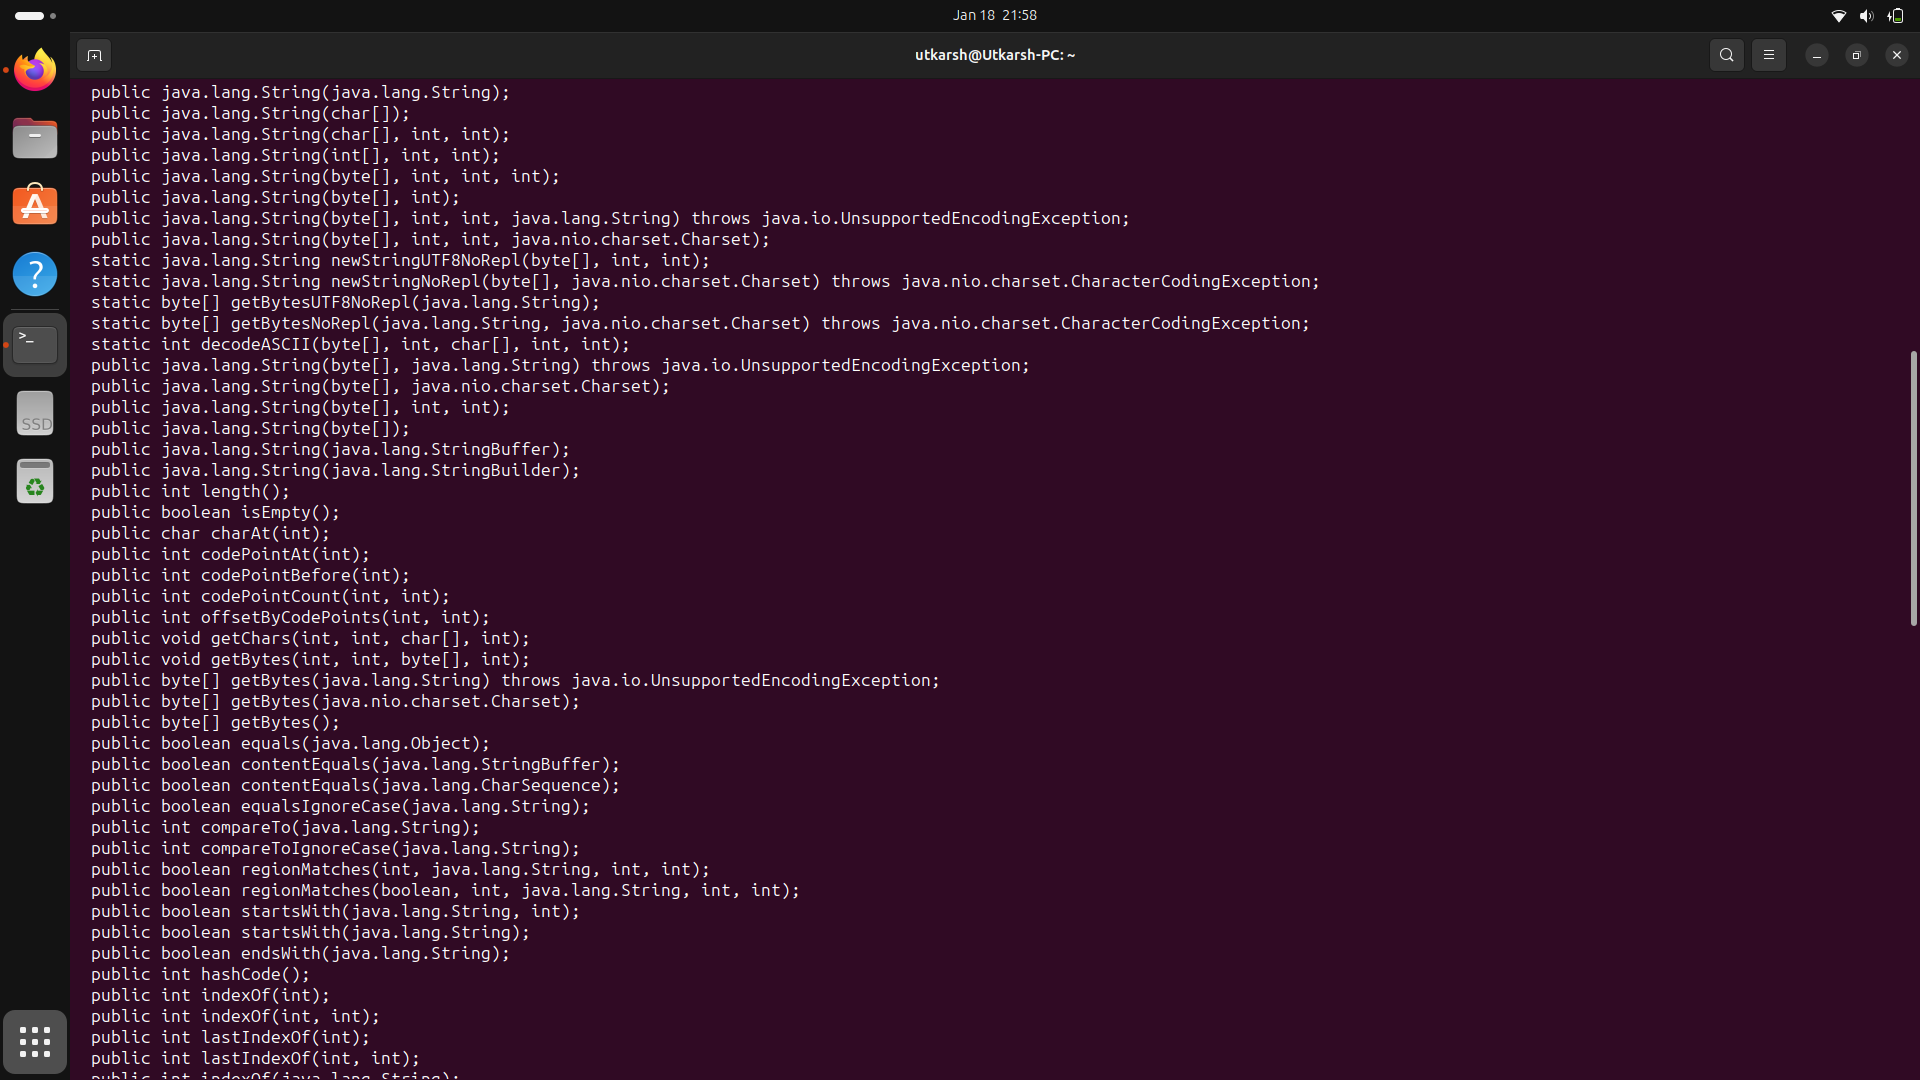 Jan 18 21:58
utkarsh@Utkarsh-PC: ~
public java.lang.String(java.lang.String);
public java.lang.String(char[]);
public java.lang.String(char[], int, int);
public java.lang.String(int[], int, int);
public java.lang.String(byte[], int, int, int);
public java.lang.String(byte[], int);
public java.lang.String(byte[], int, int, java.lang.String) throws java.io.UnsupportedEncodingException;
public java.lang.String(byte[], int, int, java.nio.charset.Charset);
static java.lang.String newStringUTF8NoRepl(byte[], int, int);
static java.lang.String newStringNoRepl(byte[], java.nio.charset.Charset) throws java.nio.charset.CharacterCodingException;
static byte[] getBytesUTF8NoRepl(java.lang.String);
static byte[] getBytesNoRepl(java.lang.String, java.nio.charset.Charset) throws java.nio.charset.CharacterCodingException;
static int decodeASCII(byte[], int, char[], int, int);
public java.lang.String(byte[], java.lang.String) throws java.io.UnsupportedEncodingException;
public java.lang.String(byte[], java.nio.charset.Charset);
public java.lang.String(byte[], int, int);
public java.lang.String(byte[]);
public java.lang.String(java.lang.StringBuffer);
public java.lang.String(java.lang.StringBuilder);
public int length();
public boolean isEmpty();
public char charAt(int);
public int codePointAt(int);
public int codePointBefore(int);
public int codePointCount(int, int);
public int offsetByCodePoints(int, int);
public void getChars(int, int, char[], int);
public void getBytes(int, int, byte[], int);
public byte[] getBytes(java.lang.String) throws java.io.UnsupportedEncodingException;
public byte[] getBytes(java.nio.charset.Charset);
public byte[] getBytes();
public boolean equals(java.lang.Object);
public boolean contentEquals(java.lang.StringBuffer);
public boolean contentEquals(java.lang.CharSequence);
public boolean equalsIgnoreCase(java.lang.String);
public int compareTo(java.lang.String);
public int compareToIgnoreCase(java.lang.String);
public boolean regionMatches(int, java.lang.String, int, int);
public boolean regionMatches(boolean, int, java.lang.String, int, int);
public boolean startsWith(java.lang.String, int);
public boolean startsWith(java.lang.String);
public boolean endsWith(java.lang.String);
public int hashCode();
public int indexOf(int);
public int indexOf(int, int);
public int lastIndexOf(int);
public int lastIndexOf(int, int);
public int indexOf(java.lang.String);
>_
SSD